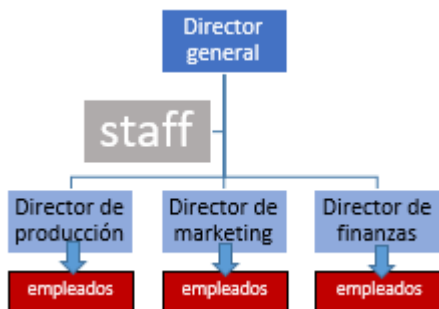 Director
general
staff
Director de
producción
Director de
marketing
Director de
finanzas
empleados
empleados
empleados